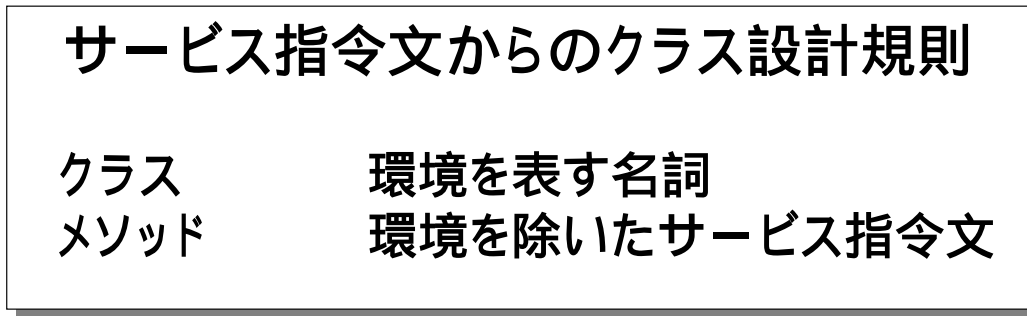 サービス指令文からのクラス設計規則
クラス 環境を表す名詞
メソッド 環境を除いたサービス指令文